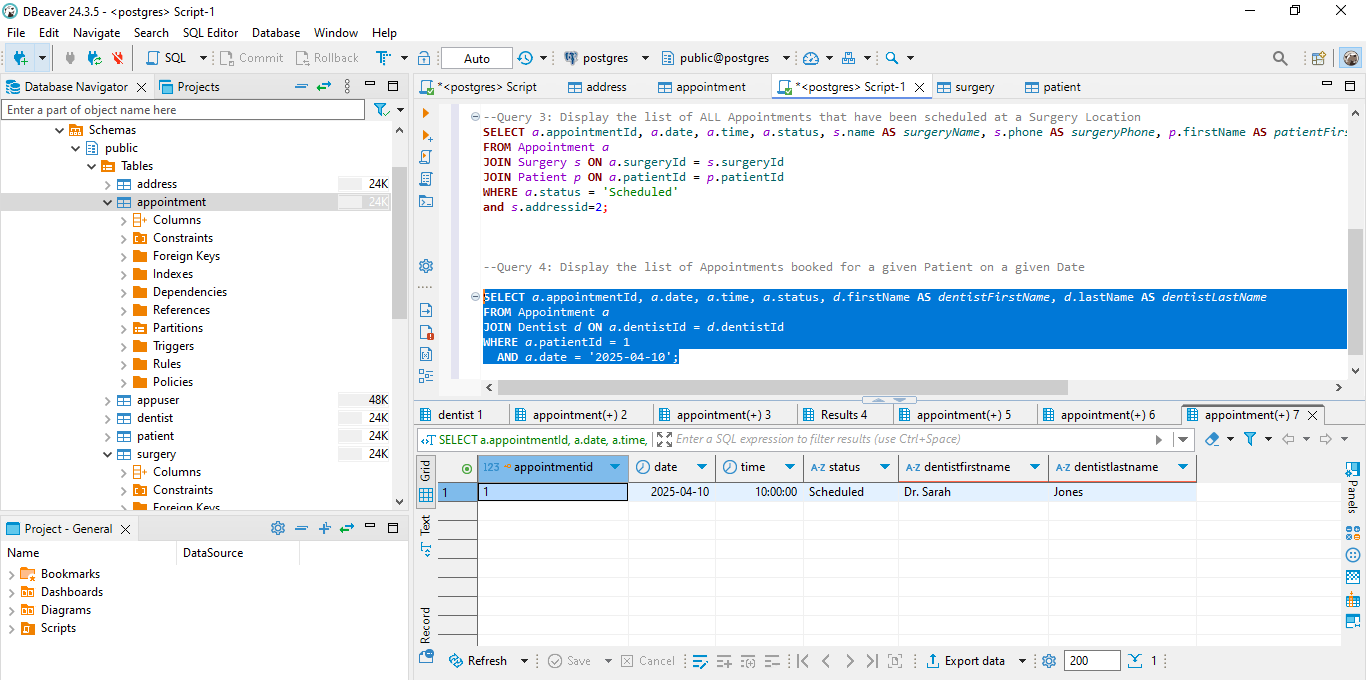 DBeaver 24.3.5 - <postgres> Script-1
File Edit Navigate Search SQL Editor Database Window Help
SQL Commit Rollback Auto postgres public@postgres
Database Navigator Projects
Enter a part of object name here
Schemas
public
Tables
address 24K
appointment 24K
Columns
Constraints
Foreign Keys
Indexes
Dependencies
References
Partitions
Triggers
Rules
Policies
appuser 48K
dentist 24K
patient 24K
surgery 24K
Columns
Constraints
Foreign Keys
Project - General
Name DataSource
Bookmarks
Dashboards
Diagrams
Scripts
*<postgres> Script address appointment *<postgres> Script-1 surgery patient
--Query 3: Display the list of ALL Appointments that have been scheduled at a Surgery Location
SELECT a.appointmentId, a.date, a.time, a.status, s.name AS surgeryName, s.phone AS surgeryPhone, p.firstName AS patientFirs
FROM Appointment a
JOIN Surgery s ON a.surgeryId = s.surgeryId
JOIN Patient p ON a.patientId = p.patientId
WHERE a.status = 'Scheduled'
and s.addressid=2;
--Query 4: Display the list of Appointments booked for a given Patient on a given Date
SELECT a.appointmentId, a.date, a.time, a.status, d.firstName AS dentistFirstName, d.lastName AS dentistLastName
FROM Appointment a
JOIN Dentist d ON a.dentistId = d.dentistId
WHERE a.patientId = 1
AND a.date = '2025-04-10';
dentist 1 appointment(+) 2 appointment(+) 3 Results 4 appointment(+) 5 appointment(+) 6 appointment(+) 7
SELECT a.appointmentId, a.date, a.time, Enter a SQL expression to filter results (use Ctrl+Space)
Grid
Text
Record
123 appointmentid date time A-Z status A-Z dentistfirstname A-Z dentistlastname
1 1 2025-04-10 10:00:00 Scheduled Dr. Sarah Jones
Panels
Refresh Save Cancel Export data 200 1